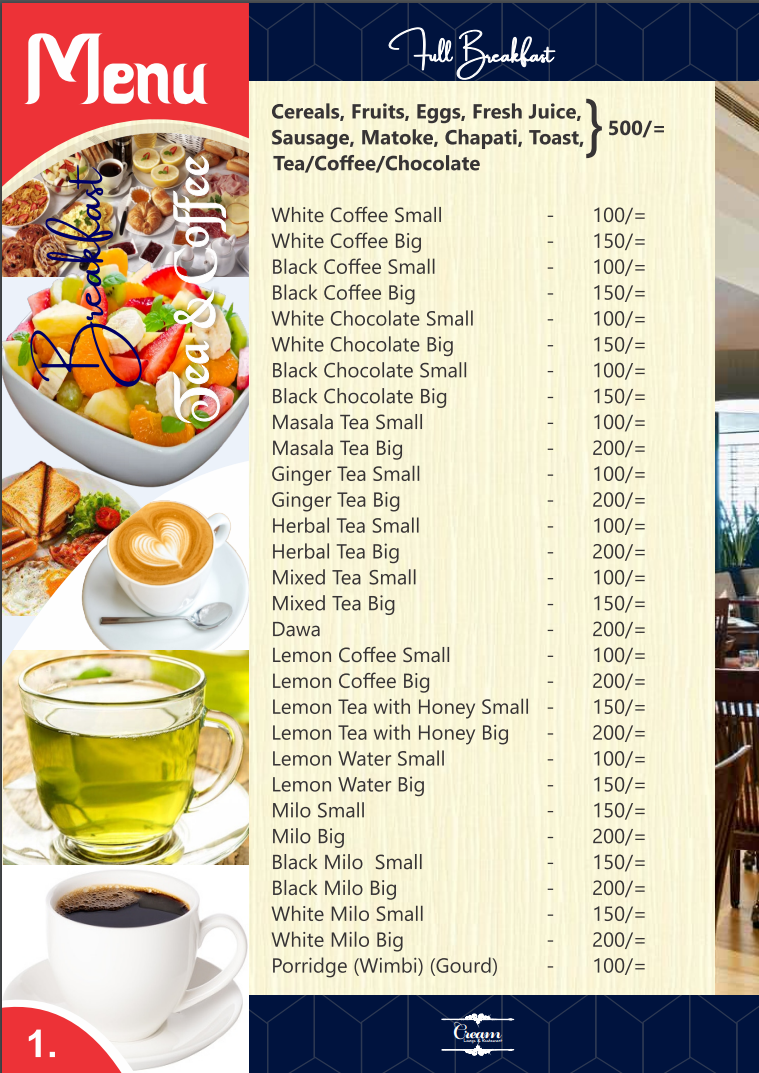 Menu
Full Breakfast
Breakfast
Tea & Coffee
Cereals, Fruits, Eggs, Fresh Juice,
Sausage, Matoke, Chapati, Toast, } 500/=
Tea/Coffee/Chocolate
White Coffee Small - 100/=
White Coffee Big - 150/=
Black Coffee Small - 100/=
Black Coffee Big - 150/=
White Chocolate Small - 100/=
White Chocolate Big - 150/=
Black Chocolate Small - 100/=
Black Chocolate Big - 150/=
Masala Tea Small - 100/=
Masala Tea Big - 200/=
Ginger Tea Small - 100/=
Ginger Tea Big - 200/=
Herbal Tea Small - 100/=
Herbal Tea Big - 200/=
Mixed Tea Small - 100/=
Mixed Tea Big - 150/=
Dawa - 200/=
Lemon Coffee Small - 100/=
Lemon Coffee Big - 200/=
Lemon Tea with Honey Small - 150/=
Lemon Tea with Honey Big - 200/=
Lemon Water Small - 100/=
Lemon Water Big - 150/=
Milo Small - 150/=
Milo Big - 200/=
Black Milo  Small - 150/=
Black Milo Big - 200/=
White Milo Small - 150/=
White Milo Big - 200/=
Porridge (Wimbi) (Gourd) - 100/=
1.
Cream